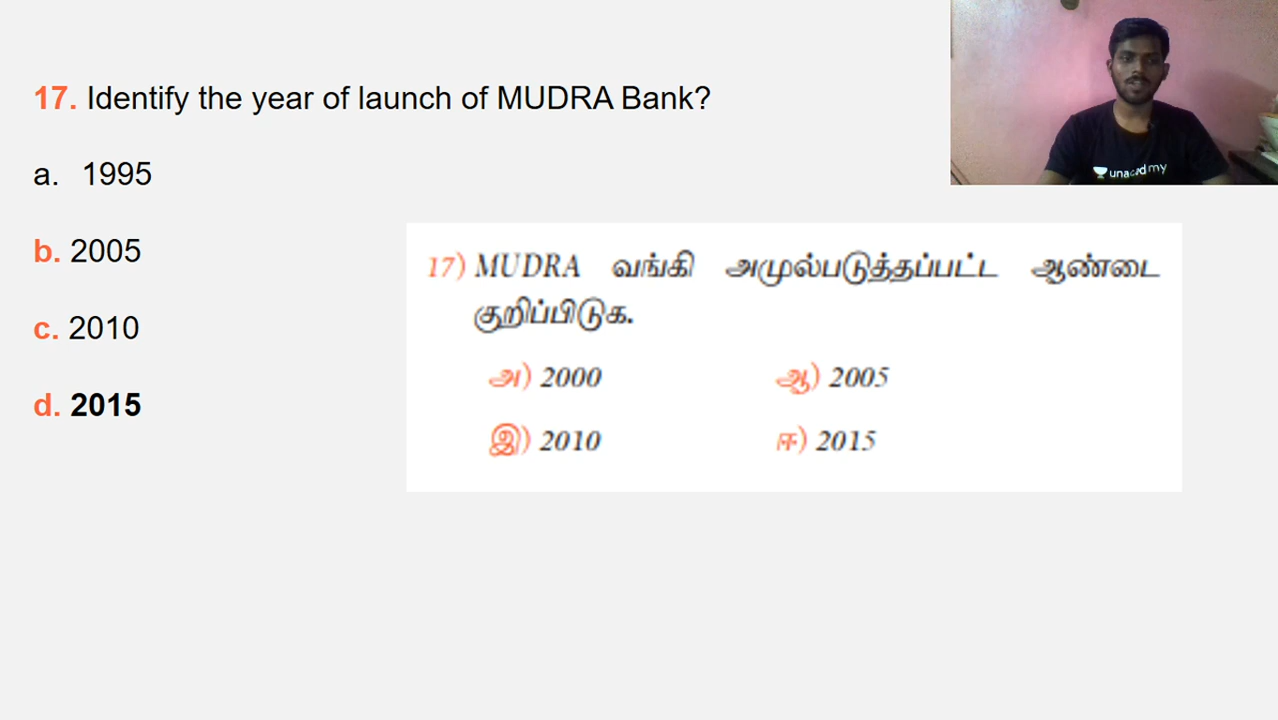 17. Identify the year of launch of MUDRA Bank?
a. 1995
b. 2005
c. 2010
d. 2015
17) MUDRA வங்கி அமுல்படுத்தப்பட்ட ஆண்டை
குறிப்பிடுக.
அ) 2000 ஆ) 2005
இ) 2010 ஈ) 2015
unacademy